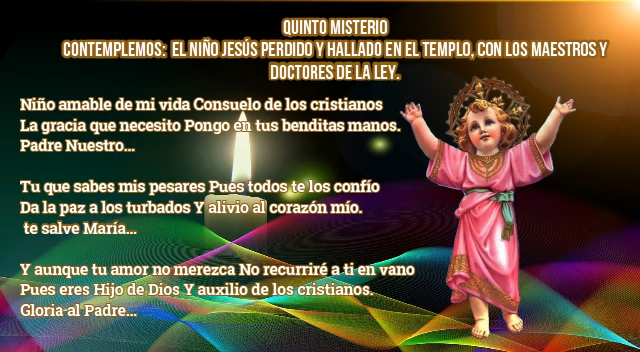 QUINTO MISTERIO
CONTEMPLEMOS: EL NIÑO JESÚS PERDIDO Y HALLADO EN EL TEMPLO, CON LOS MAESTROS Y
DOCTORES DE LA LEY.
Niño amable de mi vida Consuelo de los cristianos
La gracia que necesito Pongo en tus benditas manos.
Padre Nuestro...
Tu que sabes mis pesares Pues todos te los confío
Da la paz a los turbados Y alivio al corazón mío.
te salve María...
Y aunque tu amor no merezca No recurriré a ti en vano
Pues eres Hijo de Dios Y auxilio de los cristianos.
Gloria al Padre...